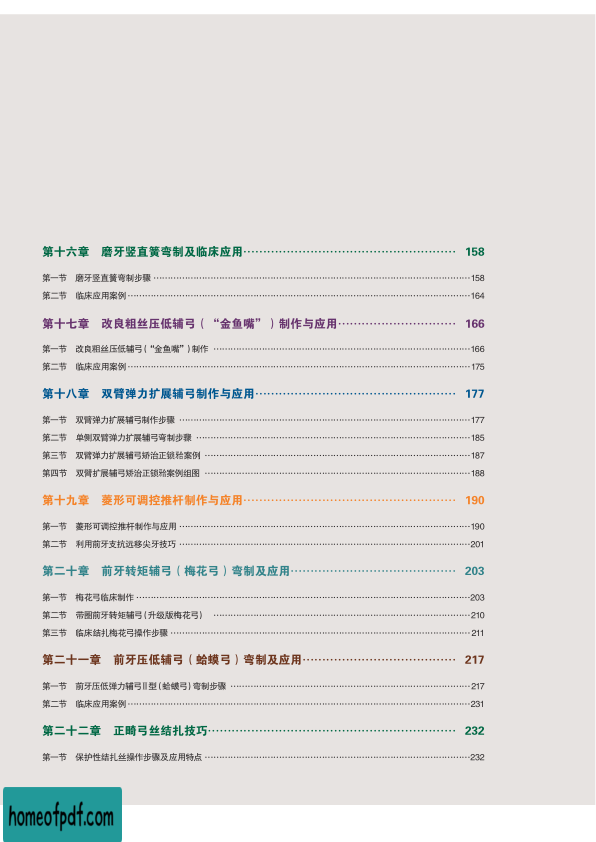 第十六章　磨牙竖直簧弯制及临床应用 158
第一节　磨牙竖直簧弯制步骤 158
第二节　临床应用案例 164
第十七章　改良粗丝压低辅弓（“金鱼嘴”）制作与应用 166
第一节　改良粗丝压低辅弓（“金鱼嘴”）制作 166
第二节　临床应用案例 175
第十八章　双臂弹力扩展辅弓制作与应用 177
第一节　双臂弹力扩展辅弓制作步骤 177
第二节　单侧双臂弹力扩展辅弓弯制步骤 185
第三节　双臂弹力扩展辅弓矫治正锁𬌗案例 187
第四节　双臂扩展辅弓矫治正锁𬌗案例组图 188
第十九章　菱形可调控推杆制作与应用 190
第一节　菱形可调控推杆制作与应用 190
第二节　利用前牙支抗远移尖牙技巧 201
第二十章　前牙转矩辅弓（梅花弓）弯制及应用 203
第一节　梅花弓临床制作 203
第二节　带圈前牙转矩辅弓（升级版梅花弓） 210
第三节　临床结扎梅花弓操作步骤 211
第二十一章　前牙压低辅弓（蛤蟆弓）弯制及应用 217
第一节　前牙压低弹力辅弓Ⅱ型（蛤蟆弓）弯制步骤 217
第二节　临床应用案例 231
第二十二章　正畸弓丝结扎技巧 232
第一节　保护性结扎丝操作步骤及应用特点 232
homeofpdf.com